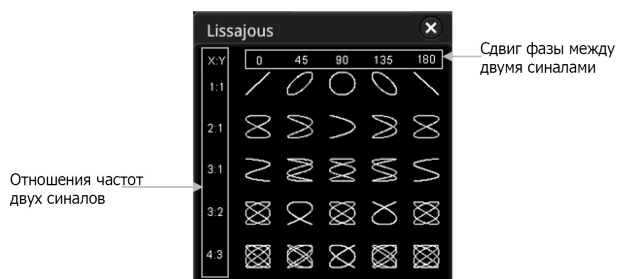 Lissajous
X:Y 0 45 90 135 180
1:1
2:1
3:1
3:2
4:3
Сдвиг фазы между
двумя синалами
Отношения частот
двух синалов